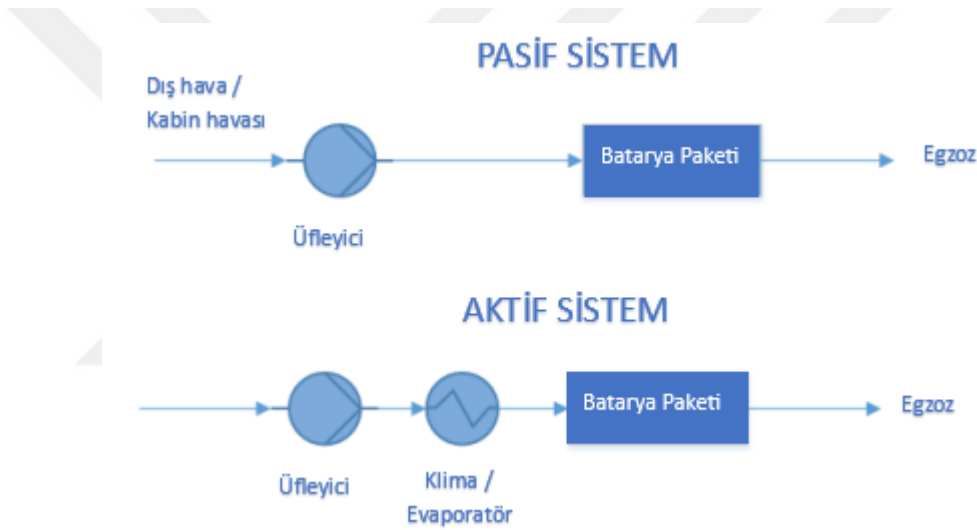 PASİF SİSTEM
Dış hava /
Kabin havası
Batarya Paketi
Egzoz
Üfleyici
AKTİF SİSTEM
Batarya Paketi
Egzoz
Üfleyici
Klima /
Evaporatör